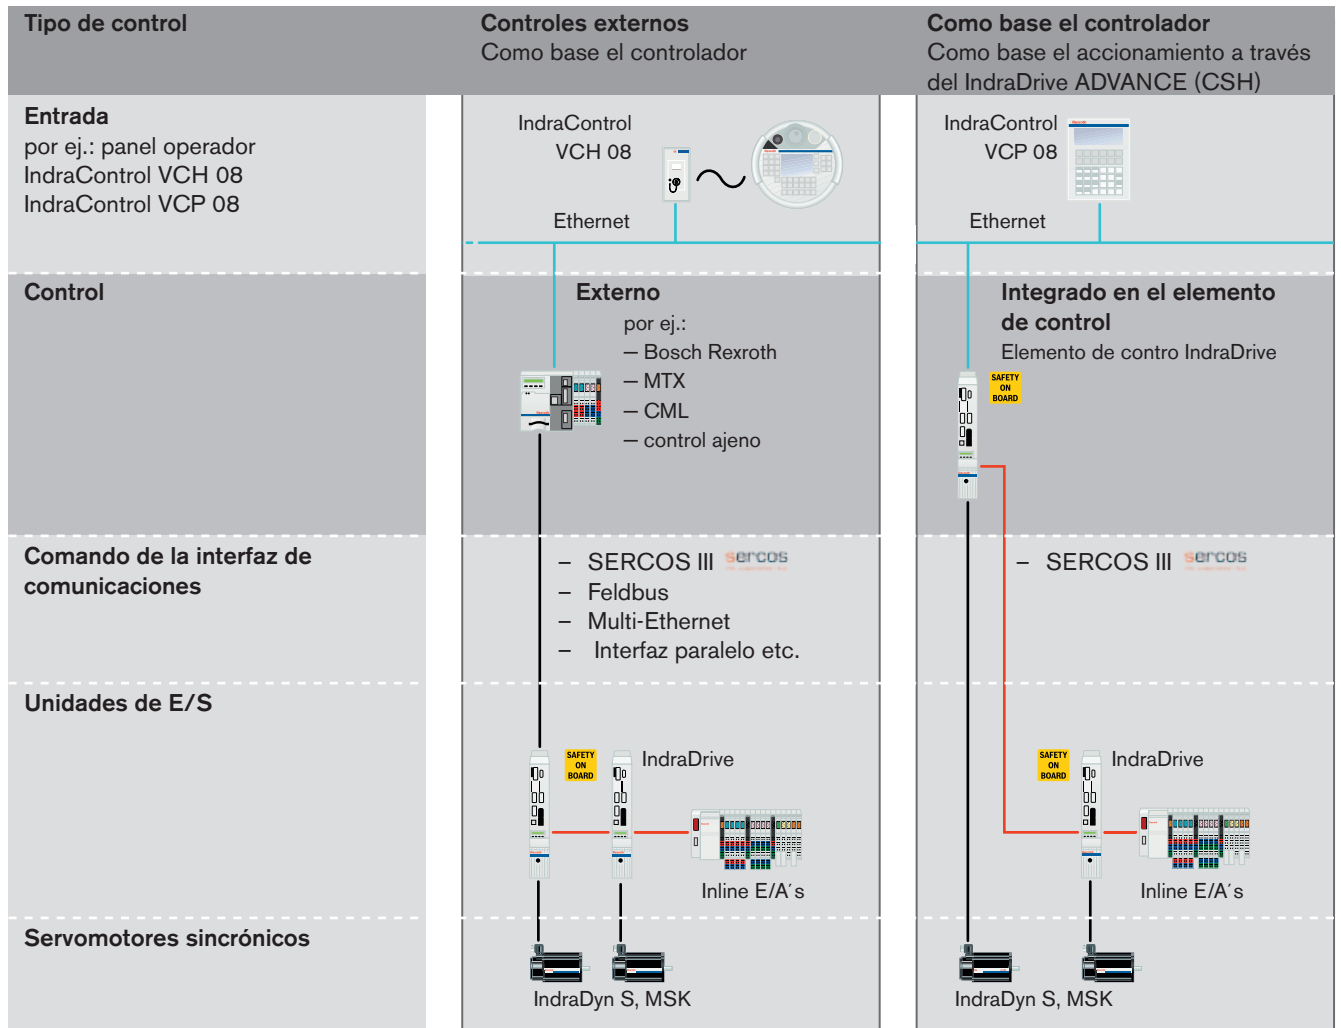 Tipo de control
Controles externos
Como base el controlador
Como base el controlador
Como base el accionamiento a través
del IndraDrive ADVANCE (CSH)
Entrada
por ej.: panel operador
IndraControl VCH 08
IndraControl VCP 08
IndraControl
VCH 08
Ethernet
IndraControl
VCP 08
Ethernet
Control
Externo
por ej.:
– Bosch Rexroth
– MTX
– CML
– control ajeno
Integrado en el elemento
de control
Elemento de contro IndraDrive
SAFETY
ON
BOARD
Comando de la interfaz de
comunicaciones
– SERCOS III sercos
– Feldbus
– Multi-Ethernet
– Interfaz paralelo etc.
– SERCOS III sercos
Unidades de E/S
SAFETY
ON
BOARD
IndraDrive
Inline E/A´s
SAFETY
ON
BOARD
IndraDrive
Inline E/A´s
Servomotores sincrónicos
IndraDyn S, MSK
IndraDyn S, MSK